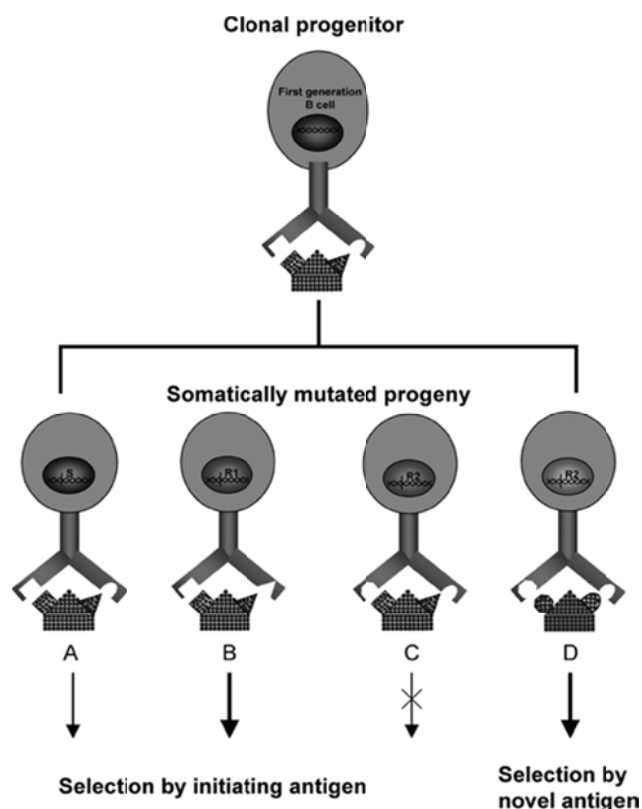 Clonal progenitor
First generation
B cell
Somatically mutated progeny
S
R1
R2
R2
A
B
C
D
Selection by initiating antigen
Selection by
novel antigen